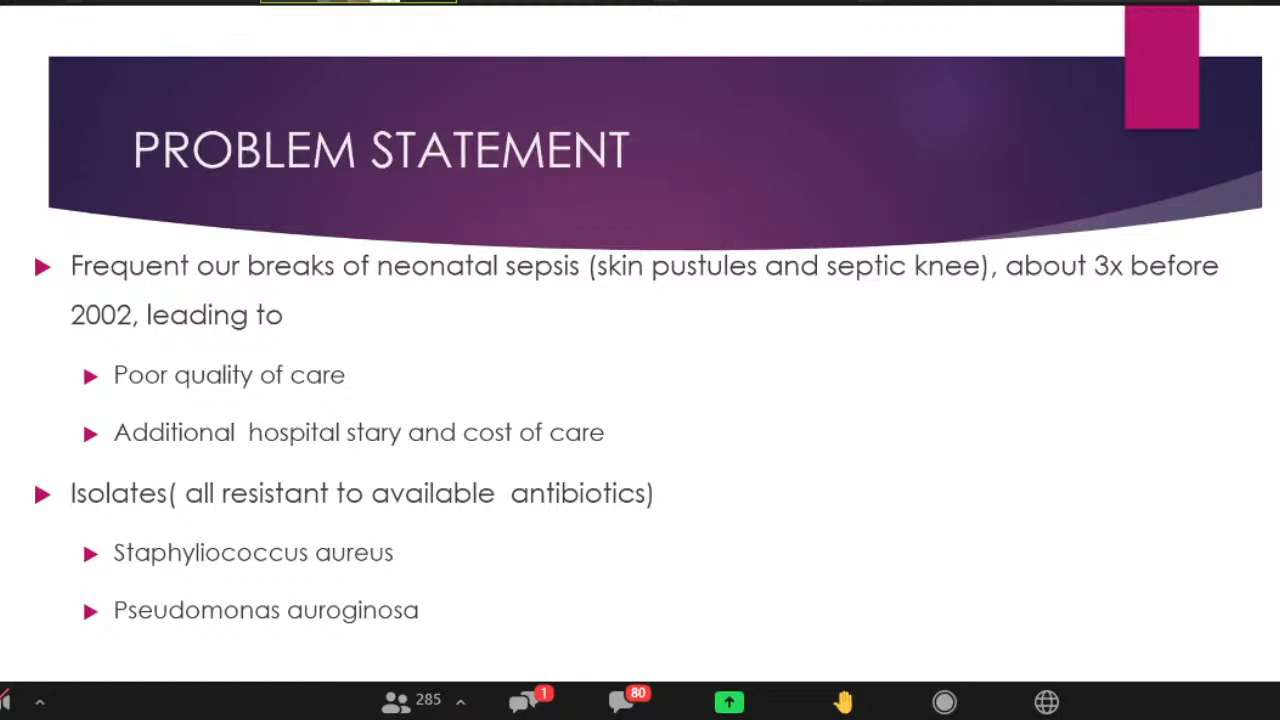 PROBLEM STATEMENT
Frequent our breaks of neonatal sepsis (skin pustules and septic knee), about 3x before
2002, leading to
Poor quality of care
Additional  hospital stary and cost of care
Isolates( all resistant to available  antibiotics)
Staphyliococcus aureus
Pseudomonas auroginosa
285
1
80